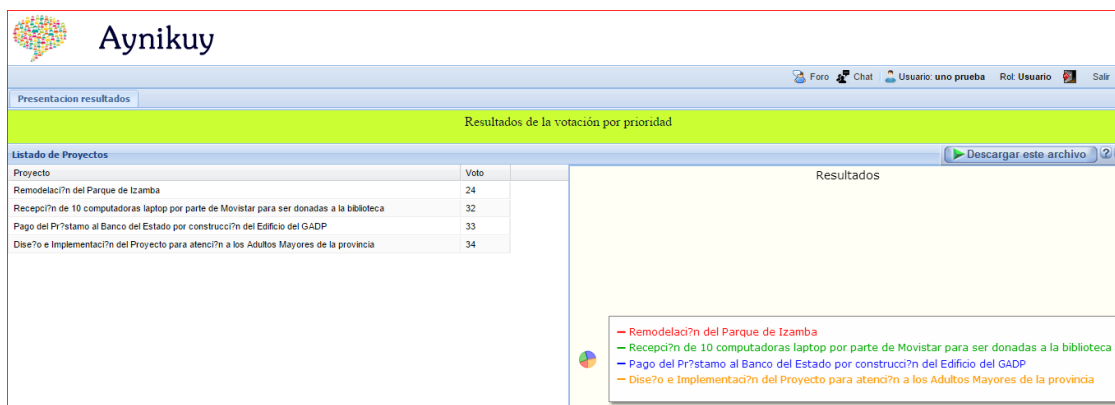 Aynikuy
Foro Chat Usuario: uno prueba Rol: Usuario Salir
Presentacion resultados
Resultados de la votación por prioridad
Listado de Proyectos
Descargar este archivo ?
Proyecto Voto
Remodelaci?n del Parque de Izamba 24
Recepci?n de 10 computadoras laptop por parte de Movistar para ser donadas a la biblioteca 32
Pago del Pr?stamo al Banco del Estado por construcci?n del Edificio del GADP 33
Dise?o e Implementaci?n del Proyecto para atenci?n a los Adultos Mayores de la provincia 34
Resultados
Remodelaci?n del Parque de Izamba
Recepci?n de 10 computadoras laptop por parte de Movistar para ser donadas a la biblioteca
Pago del Pr?stamo al Banco del Estado por construcci?n del Edificio del GADP
Dise?o e Implementaci?n del Proyecto para atenci?n a los Adultos Mayores de la provincia